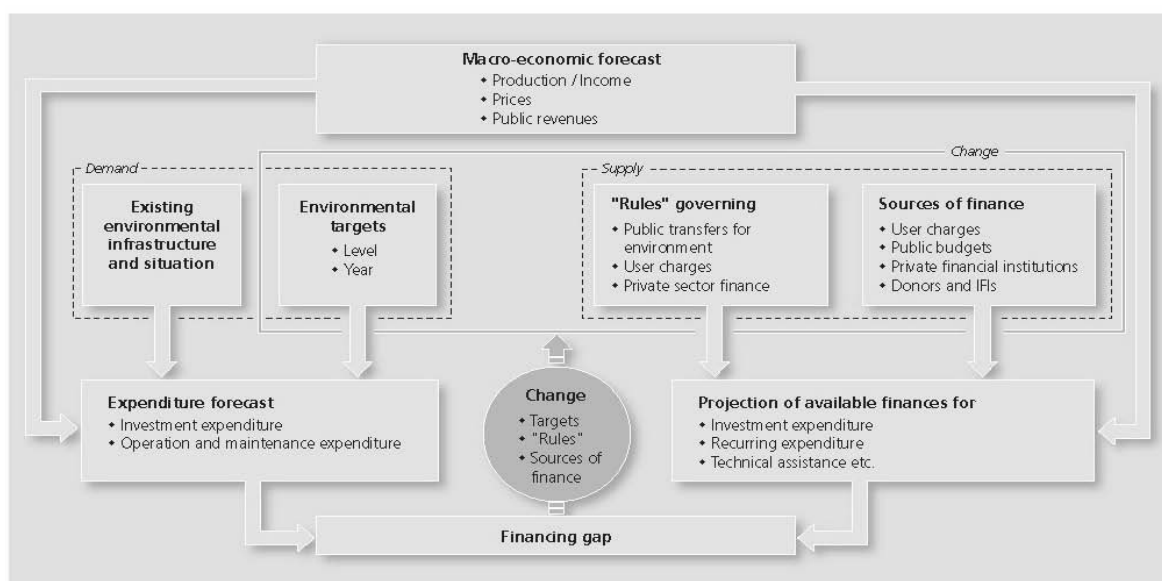 Macro-economic forecast
• Production / Income
• Prices
• Public revenues
Change
Demand
Supply
Existing
environmental
infrastructure
and situation
Environmental
targets
• Level
• Year
"Rules" governing
• Public transfers for
environment
• User charges
• Private sector finance
Sources of finance
• User charges
• Public budgets
• Private financial institutions
• Donors and IFIs
Expenditure forecast
• Investment expenditure
• Operation and maintenance expenditure
Change
• Targets
• "Rules"
• Sources of
finance
Projection of available finances for
• Investment expenditure
• Recurring expenditure
• Technical assistance etc.
Financing gap